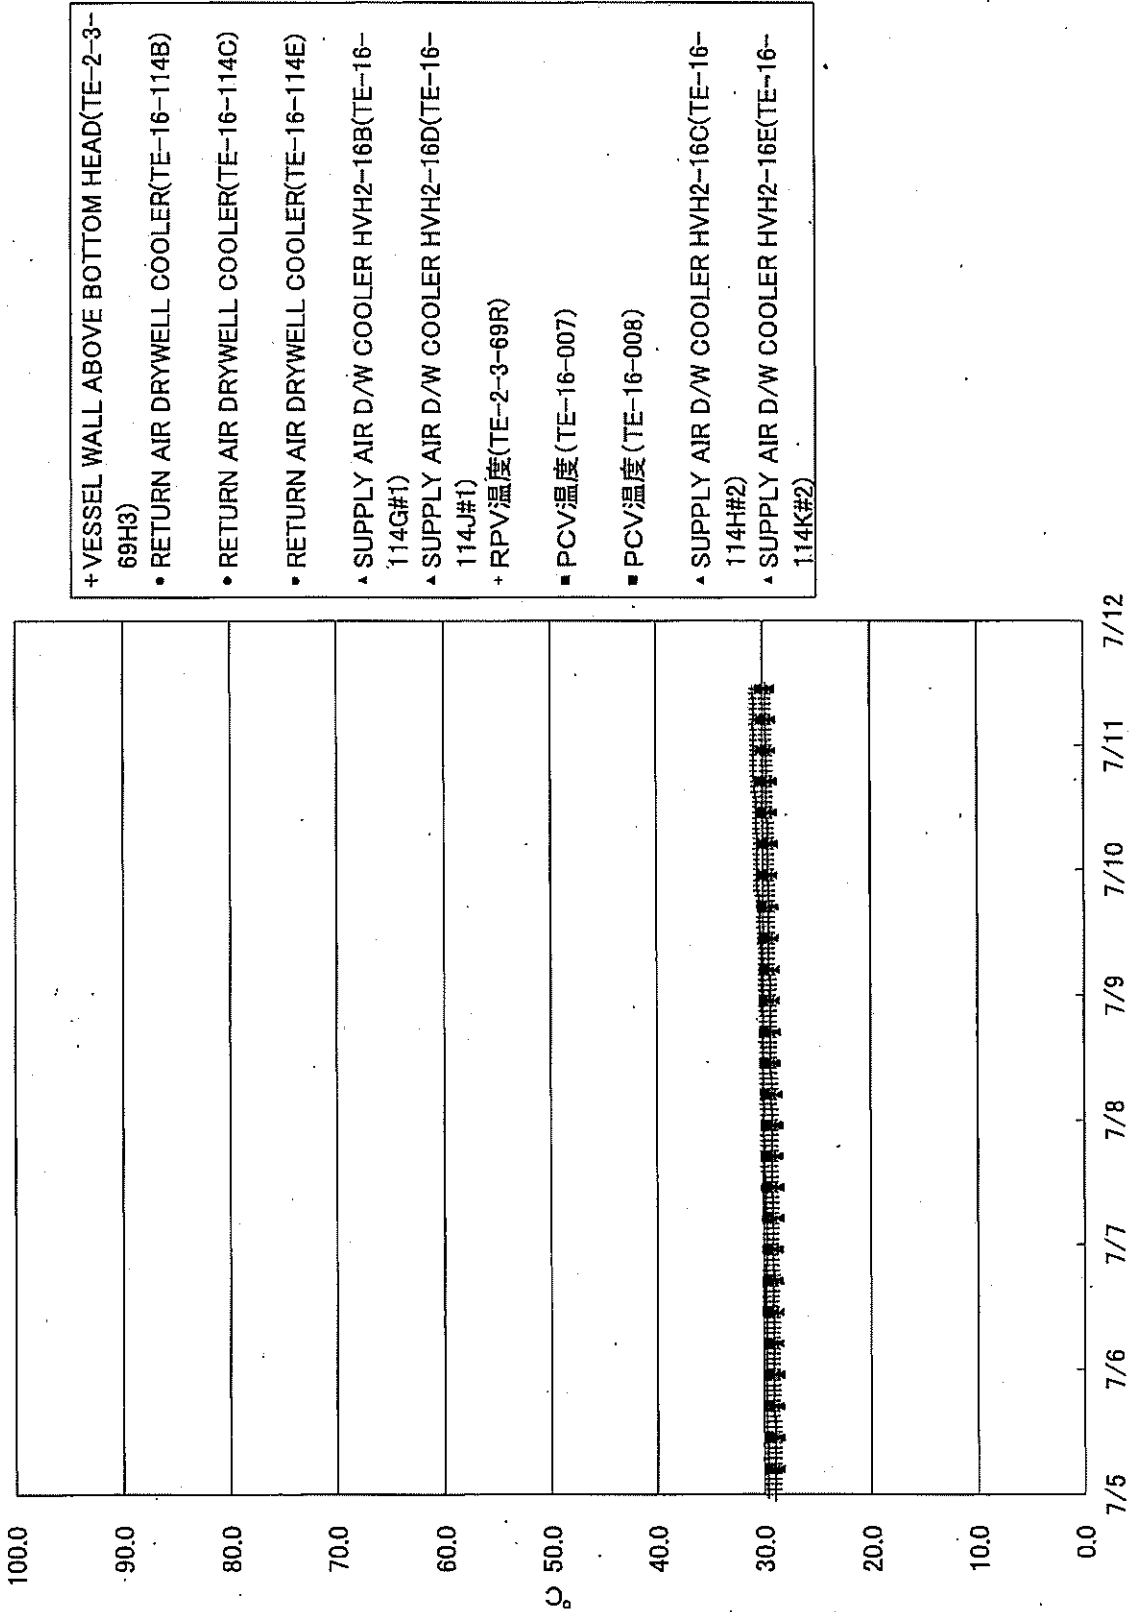 100.0
90.0
80.0
70.0
60.0
50.0
40.0
30.0
20.0
10.0
0.0
℃
7/5
7/6
7/7
7/8
7/9
7/10
7/11
7/12
+ VESSEL WALL ABOVE BOTTOM HEAD(TE-2-3-
69H3)
● RETURN AIR DRYWELL COOLER(TE-16-114B)
● RETURN AIR DRYWELL COOLER(TE-16-114C)
● RETURN AIR DRYWELL COOLER(TE-16-114E)
▲ SUPPLY AIR D/W COOLER HVH2-16B(TE-16-
114G#1)
▲ SUPPLY AIR D/W COOLER HVH2-16D(TE-16-
114J#1)
+ RPV温度(TE-2-3-69R)
■ PCV温度(TE-16-007)
■ PCV温度(TE-16-008)
▲ SUPPLY AIR D/W COOLER HVH2-16C(TE-16-
114H#2)
▲ SUPPLY AIR D/W COOLER HVH2-16E(TE-16-
114K#2)